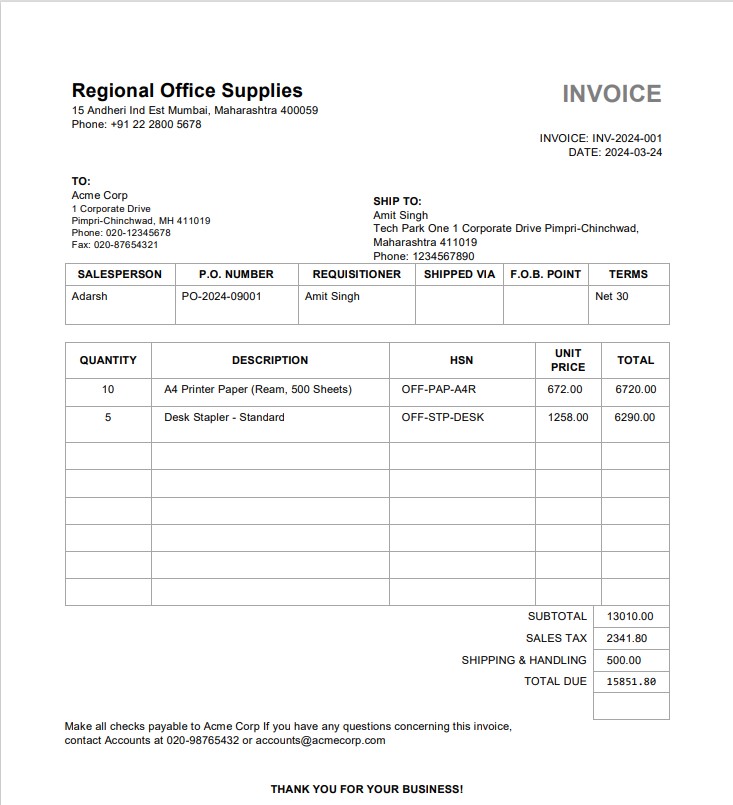 Regional Office Supplies
15 Andheri Ind Est Mumbai, Maharashtra 400059
Phone: +91 22 2800 5678
INVOICE
INVOICE: INV-2024-001
DATE: 2024-03-24
TO:
Acme Corp
1 Corporate Drive
Pimpri-Chinchwad, MH 411019
Phone: 020-12345678
Fax: 020-87654321
SHIP TO:
Amit Singh
Tech Park One 1 Corporate Drive Pimpri-Chinchwad,
Maharashtra 411019
Phone: 1234567890
SALESPERSON P.O. NUMBER REQUISITIONER SHIPPED VIA F.O.B. POINT TERMS
Adarsh PO-2024-09001 Amit Singh Net 30
QUANTITY DESCRIPTION HSN UNIT PRICE TOTAL
10 A4 Printer Paper (Ream, 500 Sheets) OFF-PAP-A4R 672.00 6720.00
5 Desk Stapler - Standard OFF-STP-DESK 1258.00 6290.00
SUBTOTAL 13010.00
SALES TAX 2341.80
SHIPPING & HANDLING 500.00
TOTAL DUE 15851.80
Make all checks payable to Acme Corp If you have any questions concerning this invoice,
contact Accounts at 020-98765432 or accounts@acmecorp.com
THANK YOU FOR YOUR BUSINESS!